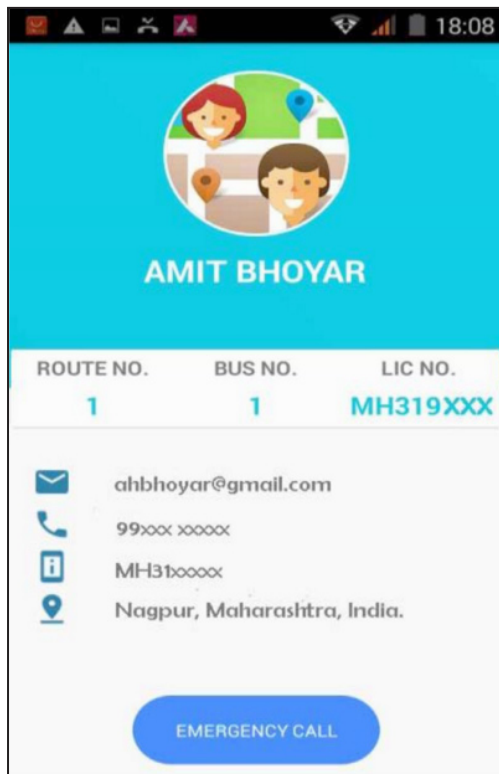 18:08
AMIT BHOYAR
ROUTE NO. BUS NO. LIC NO.
1 1 MH319XXX
ahbhoyar@gmail.com
99xxx xxxxx
MH31xxxxx
Nagpur, Maharashtra, India.
EMERGENCY CALL